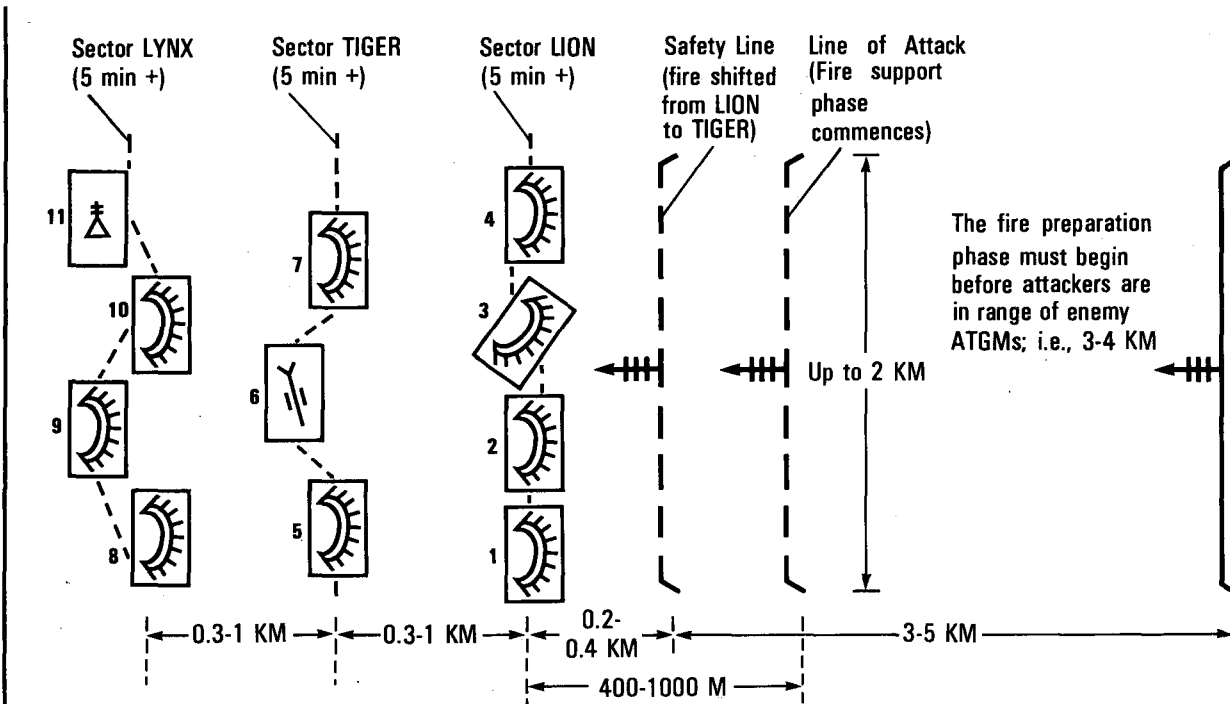 Sector LYNX
(5 min +)
Sector TIGER
(5 min +)
Sector LION
(5 min +)
Safety Line
(fire shifted
from LION
to TIGER)
Line of Attack
(Fire support
phase
commences)
11
10
9
8
7
6
5
4
3
2
1
Up to 2 KM
The fire preparation
phase must begin
before attackers are
in range of enemy
ATGMs; i.e., 3-4 KM
0.3-1 KM
0.3-1 KM
0.2-
0.4 KM
3-5 KM
400-1000 M